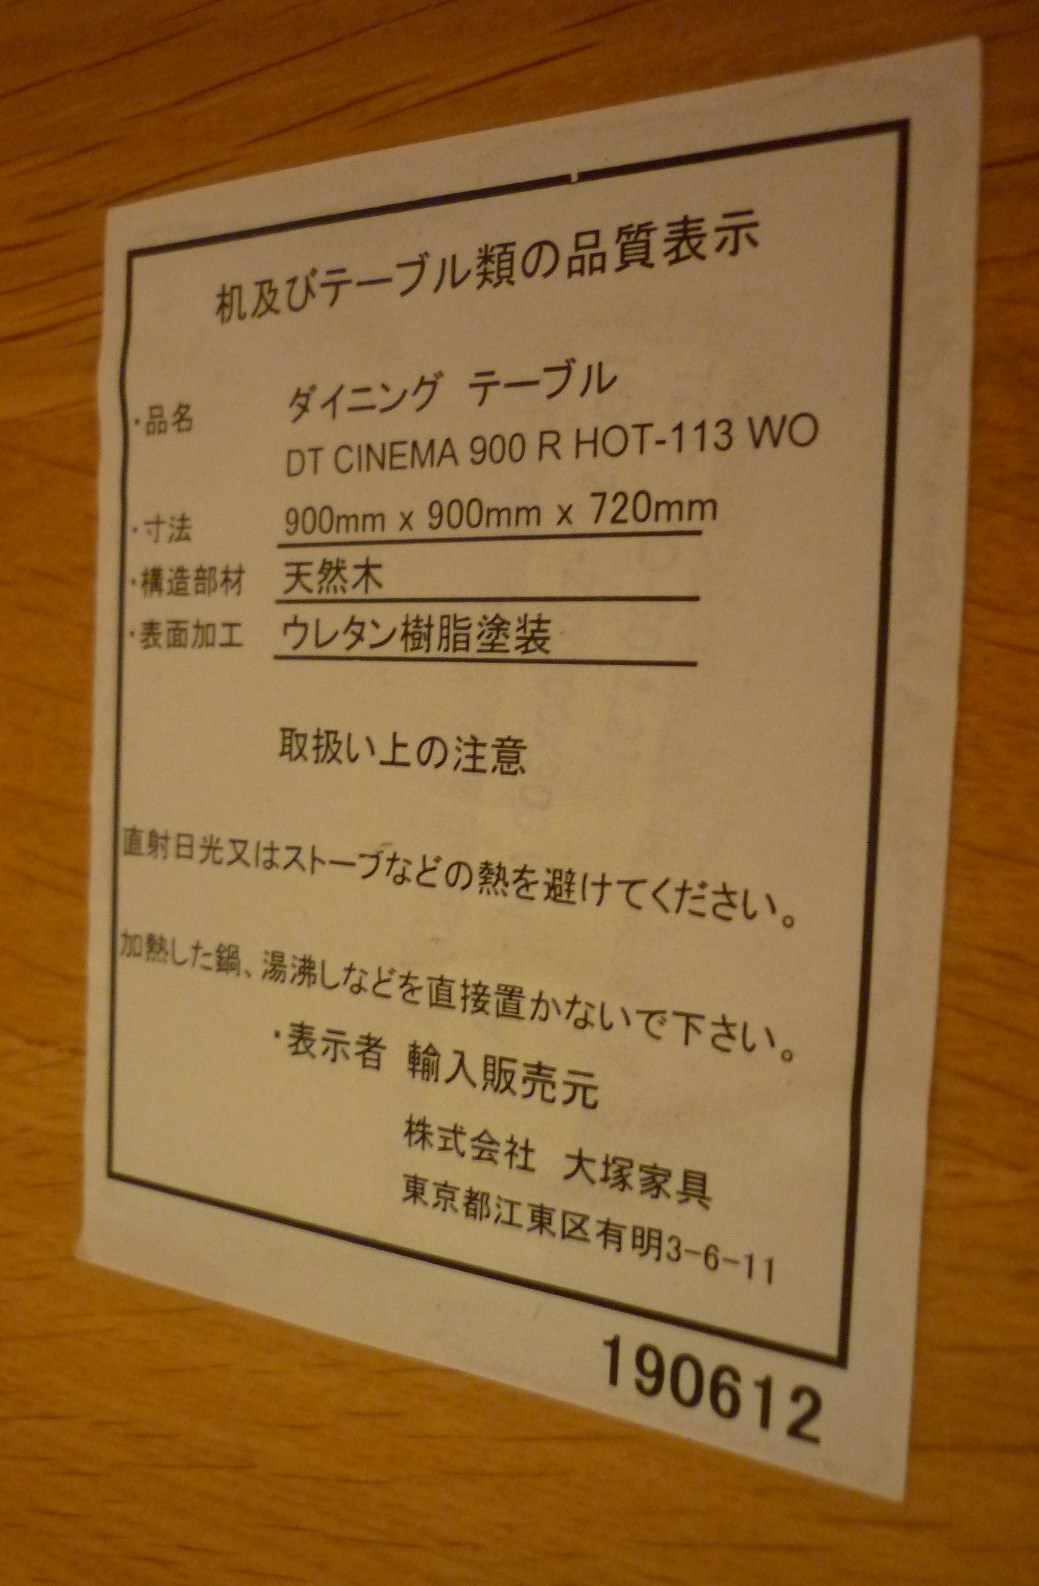 机及びテーブル類の品質表示
・品名 ダイニング テーブル
DT CINEMA 900 R HOT-113 WO
・寸法 900mm x 900mm x 720mm
・構造部材 天然木
・表面加工 ウレタン樹脂塗装
取扱い上の注意
直射日光又はストーブなどの熱を避けてください。
加熱した鍋、湯沸しなどを直接置かないで下さい。
・表示者 輸入販売元
株式会社 大塚家具
東京都江東区有明3-6-11
190612